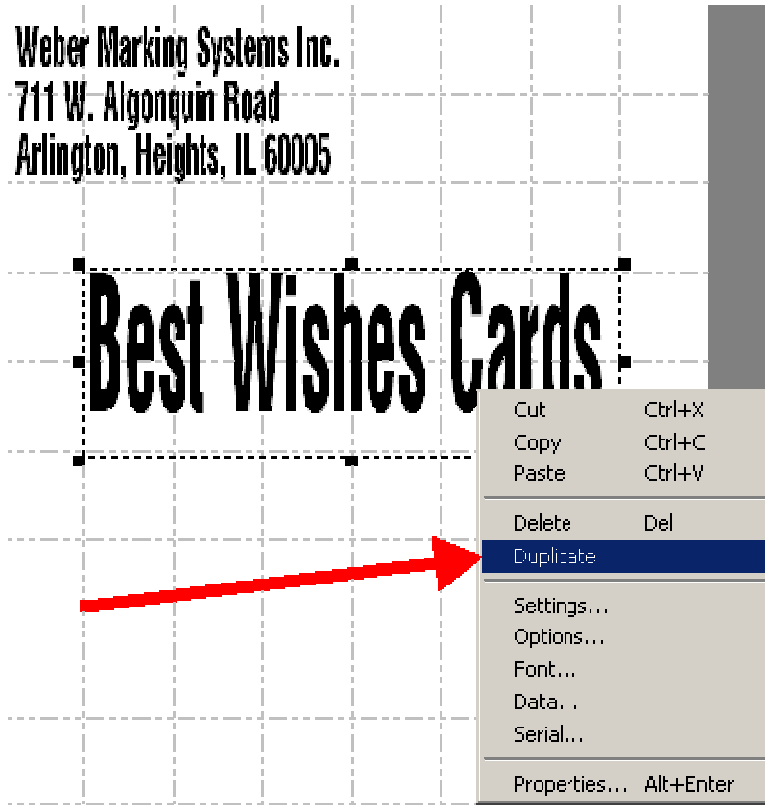 Weber Marking Systems Inc.
711 W. Algonquin Road
Arlington, Heights, IL 60005
Best Wishes Cards
Cut Ctrl+X
Copy Ctrl+C
Paste Ctrl+V
Delete Del
Duplicate
Settings...
Options...
Font...
Data...
Serial...
Properties... Alt+Enter